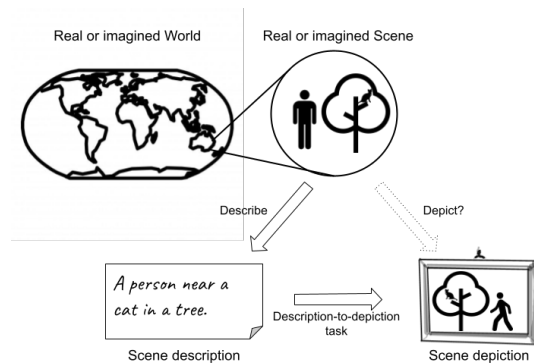 Real or imagined World
Real or imagined Scene
Describe
Depict?
A person near a
cat in a tree.
Description-to-depiction
task
Scene description
Scene depiction